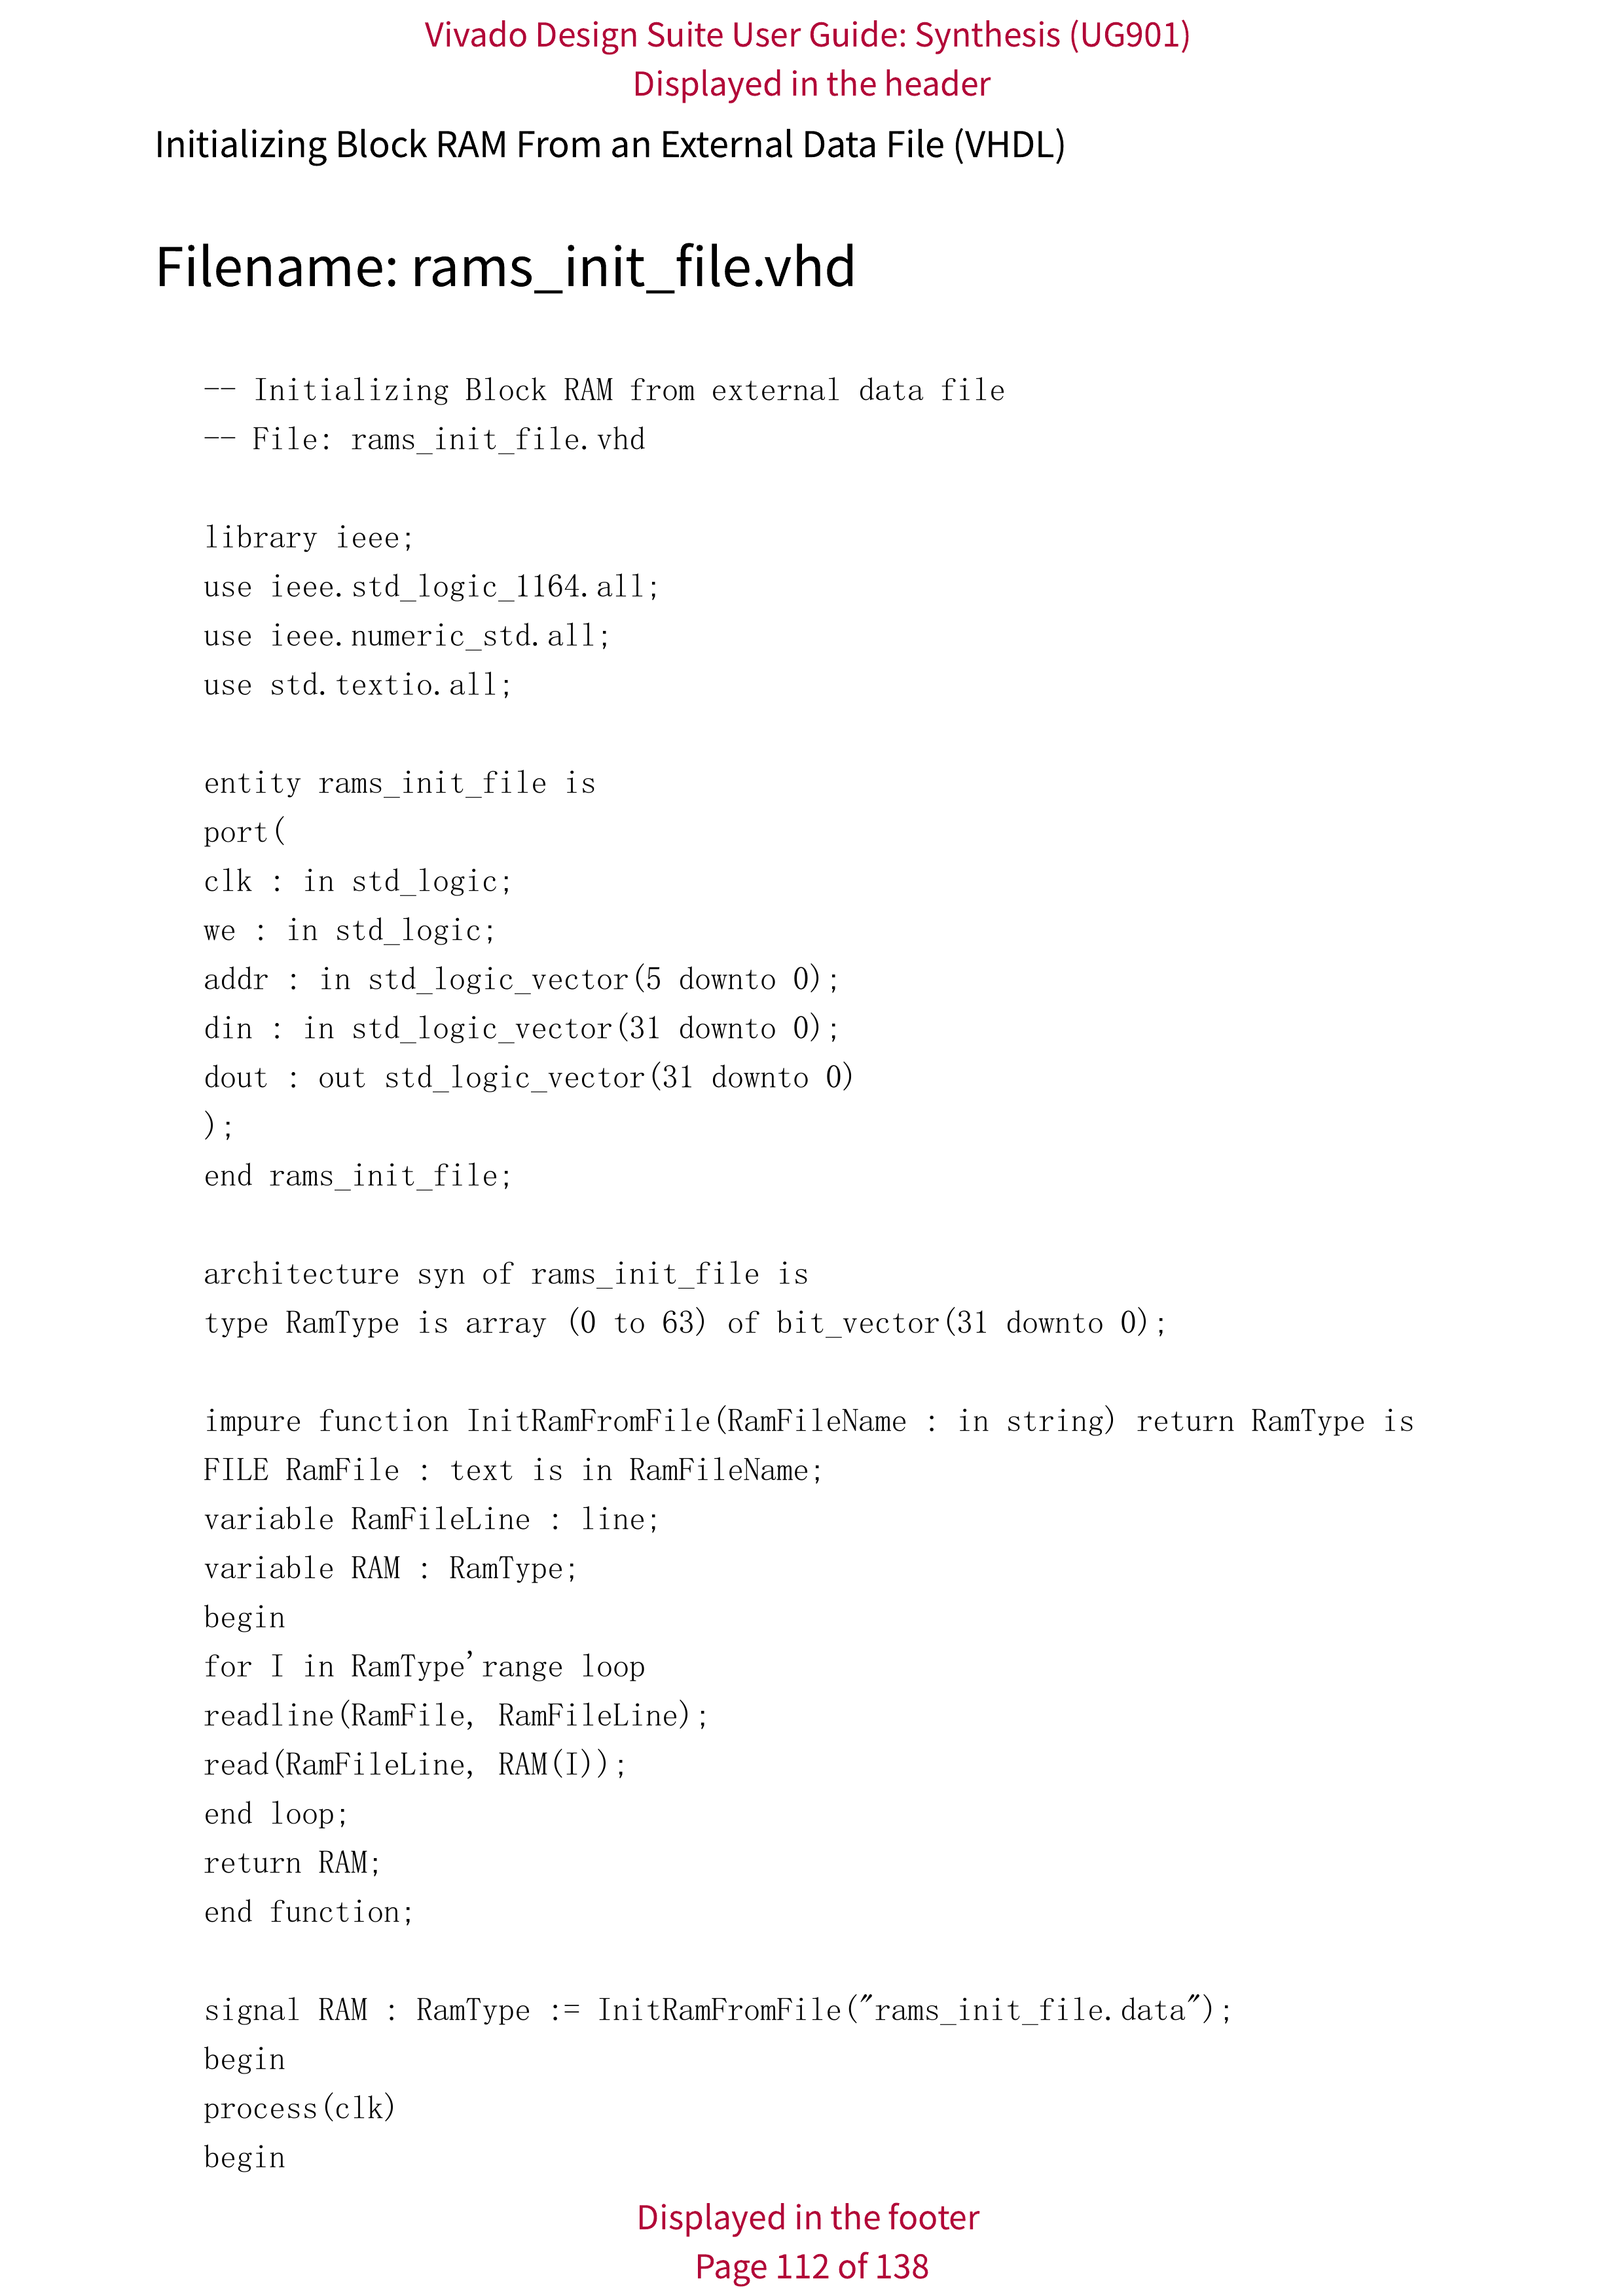 Vivado Design Suite User Guide: Synthesis (UG901)
Displayed in the header
Initializing Block RAM From an External Data File (VHDL)
Filename: rams_init_file.vhd
-- Initializing Block RAM from external data file
-- File: rams_init_file.vhd
library ieee;
use ieee.std_logic_1164.all;
use ieee.numeric_std.all;
use std.textio.all;
entity rams_init_file is
port(
clk : in std_logic;
we : in std_logic;
addr : in std_logic_vector(5 downto 0);
din : in std_logic_vector(31 downto 0);
dout : out std_logic_vector(31 downto 0)
);
end rams_init_file;
architecture syn of rams_init_file is
type RamType is array (0 to 63) of bit_vector(31 downto 0);
impure function InitRamFromFile(RamFileName : in string) return RamType is
FILE RamFile : text is in RamFileName;
variable RamFileLine : line;
variable RAM : RamType;
begin
for I in RamType'range loop
readline(RamFile, RamFileLine);
read(RamFileLine, RAM(I));
end loop;
return RAM;
end function;
signal RAM : RamType := InitRamFromFile("rams_init_file.data");
begin
process(clk)
begin
Displayed in the footer
Page 112 of 138